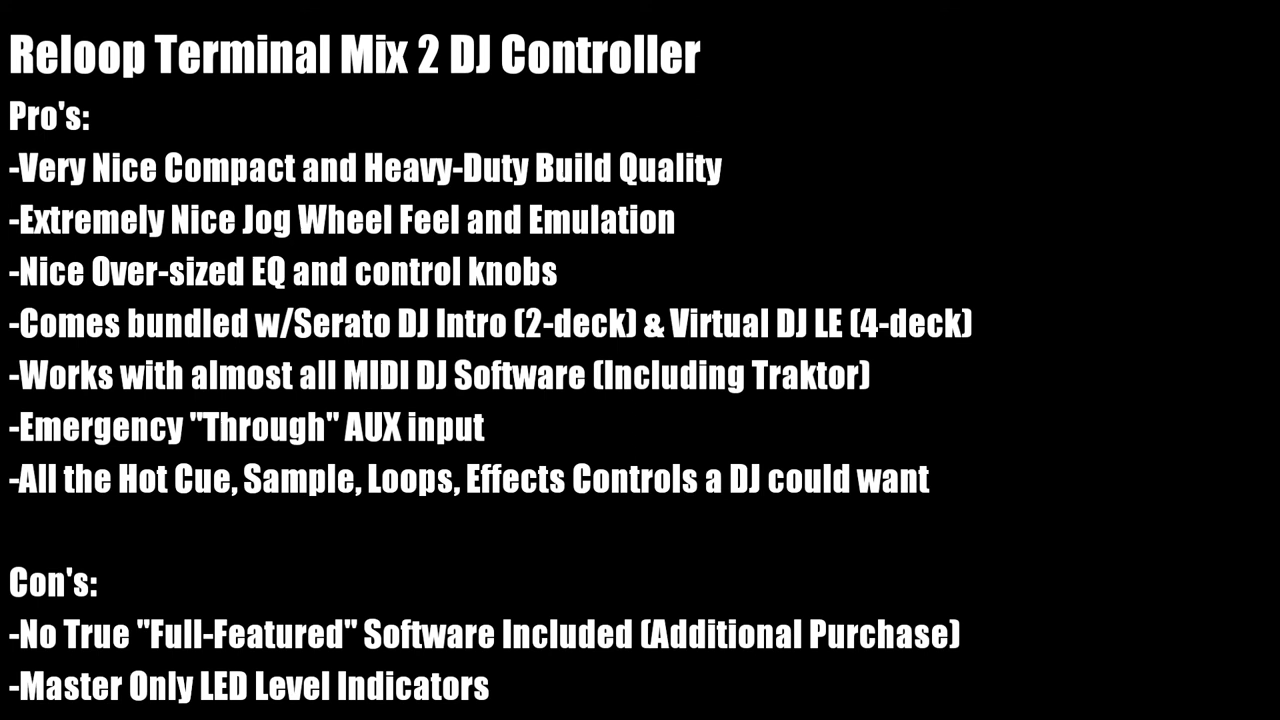 Reloop Terminal Mix 2 DJ Controller
Pro's:
-Very Nice Compact and Heavy-Duty Build Quality
-Extremely Nice Jog Wheel Feel and Emulation
-Nice Over-sized EQ and control knobs
-Comes bundled w/Serato DJ Intro (2-deck) & Virtual DJ LE (4-deck)
-Works with almost all MIDI DJ Software (Including Traktor)
-Emergency "Through" AUX input
-All the Hot Cue, Sample, Loops, Effects Controls a DJ could want
Con's:
-No True "Full-Featured" Software Included (Additional Purchase)
-Master Only LED Level Indicators